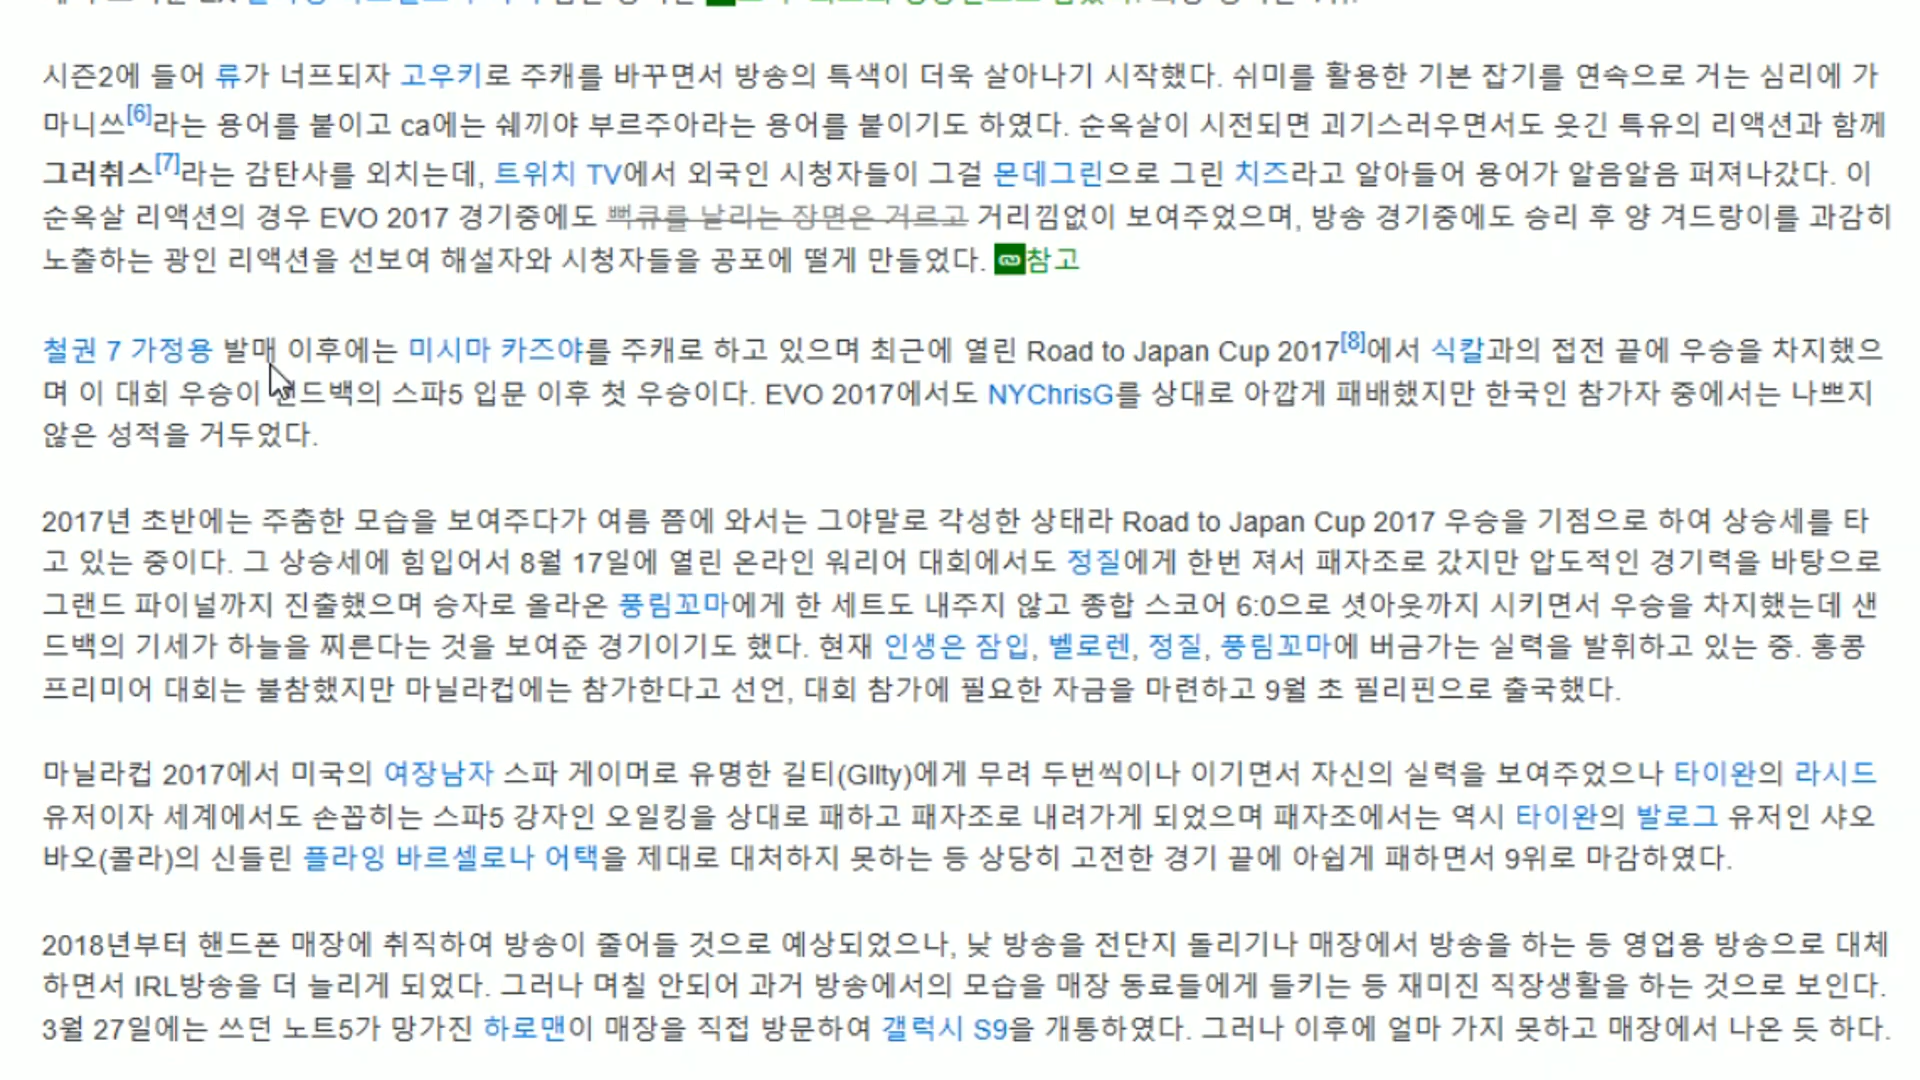 시즌2에 들어 류가 너프되자 고우키로 주캐를 바꾸면서 방송의 특색이 더욱 살아나기 시작했다. 쉬미를 활용한 기본 잡기를 연속으로 거는 심리에 가
마니쓰[6]라는 용어를 붙이고 ca에는 쉐끼야 부르주아라는 용어를 붙이기도 하였다. 순옥살이 시전되면 괴기스러우면서도 웃긴 특유의 리액션과 함께
그러취스[7]라는 감탄사를 외치는데, 트위치 TV에서 외국인 시청자들이 그걸 몬데그린으로 그린 치즈라고 알아들어 용어가 알음알음 퍼져나갔다. 이
순옥살 리액션의 경우 EVO 2017 경기중에도 뻐큐를 날리는 장면은 거르고 거리낌없이 보여주었으며, 방송 경기중에도 승리 후 양 겨드랑이를 과감히
노출하는 광인 리액션을 선보여 해설자와 시청자들을 공포에 떨게 만들었다. 참고
철권 7 가정용 발매 이후에는 미시마 카즈야를 주캐로 하고 있으며 최근에 열린 Road to Japan Cup 2017[8]에서 식칼과의 접전 끝에 우승을 차지했으
며 이 대회 우승이 샌드백의 스파5 입문 이후 첫 우승이다. EVO 2017에서도 NYChrisG를 상대로 아깝게 패배했지만 한국인 참가자 중에서는 나쁘지
않은 성적을 거두었다.
2017년 초반에는 주춤한 모습을 보여주다가 여름 쯤에 와서는 그야말로 각성한 상태라 Road to Japan Cup 2017 우승을 기점으로 하여 상승세를 타
고 있는 중이다. 그 상승세에 힘입어서 8월 17일에 열린 온라인 워리어 대회에서도 정질에게 한번 져서 패자조로 갔지만 압도적인 경기력을 바탕으로
그랜드 파이널까지 진출했으며 승자로 올라온 풍림꼬마에게 한 세트도 내주지 않고 종합 스코어 6:0으로 셧아웃까지 시키면서 우승을 차지했는데 샌
드백의 기세가 하늘을 찌른다는 것을 보여준 경기이기도 했다. 현재 인생은 잠입, 벨로렌, 정질, 풍림꼬마에 버금가는 실력을 발휘하고 있는 중. 홍콩
프리미어 대회는 불참했지만 마닐라컵에는 참가한다고 선언, 대회 참가에 필요한 자금을 마련하고 9월 초 필리핀으로 출국했다.
마닐라컵 2017에서 미국의 여장남자 스파 게이머로 유명한 길티(GIlty)에게 무려 두번씩이나 이기면서 자신의 실력을 보여주었으나 타이완의 라시드
유저이자 세계에서도 손꼽히는 스파5 강자인 오일킹을 상대로 패하고 패자조로 내려가게 되었으며 패자조에서는 역시 타이완의 발로그 유저인 샤오
바오(콜라)의 신들린 플라잉 바르셀로나 어택을 제대로 대처하지 못하는 등 상당히 고전한 경기 끝에 아쉽게 패하면서 9위로 마감하였다.
2018년부터 핸드폰 매장에 취직하여 방송이 줄어들 것으로 예상되었으나, 낮 방송을 전단지 돌리기나 매장에서 방송을 하는 등 영업용 방송으로 대체
하면서 IRL방송을 더 늘리게 되었다. 그러나 며칠 안되어 과거 방송에서의 모습을 매장 동료들에게 들키는 등 재미진 직장생활을 하는 것으로 보인다.
3월 27일에는 쓰던 노트5가 망가진 하로맨이 매장을 직접 방문하여 갤럭시 S9을 개통하였다. 그러나 이후에 얼마 가지 못하고 매장에서 나온 듯 하다.